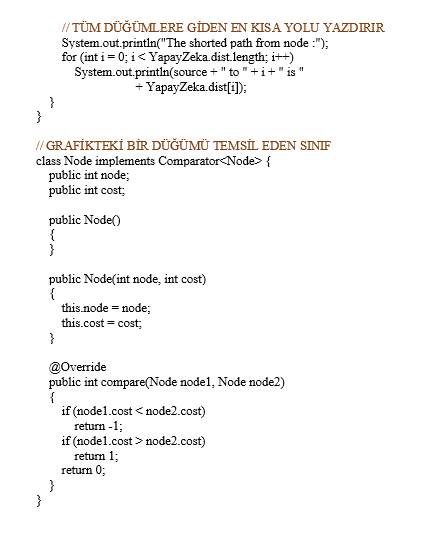 // TÜM DÜĞÜMLERE GİDEN EN KISA YOLU YAZDIRIR
System.out.println("The shorted path from node :");
for (int i = 0; i < YapayZeka.dist.length; i++)
System.out.println(source + " to " + i + " is "
+ YapayZeka.dist[i]);
}
}
// GRAFİKTEKİ BİR DÜĞÜMÜ TEMSİL EDEN SINIF
class Node implements Comparator<Node> {
public int node;
public int cost;
public Node()
{
}
public Node(int node, int cost)
{
this.node = node;
this.cost = cost;
}
@Override
public int compare(Node node1, Node node2)
{
if (node1.cost < node2.cost)
return -1;
if (node1.cost > node2.cost)
return 1;
return 0;
}
}